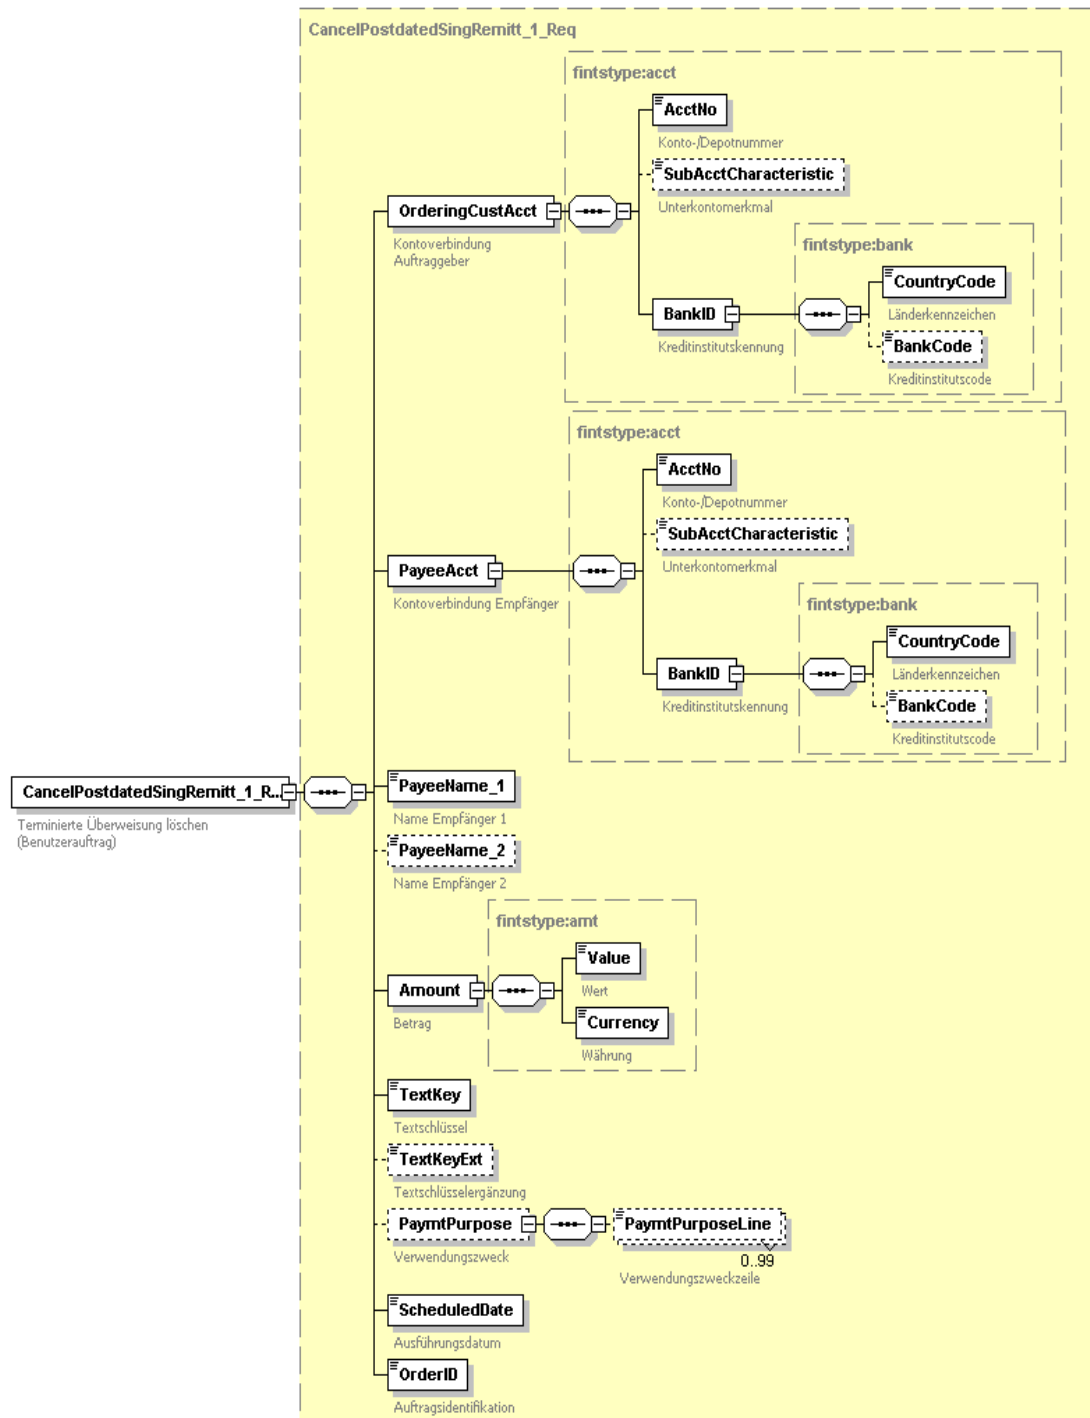 CancelPostdatedSingRemitt_1_Req
fintstype:acct
AcctNo
Konto-/Depotnummer
SubAcctCharacteristic
Unterkontomerkmal
OrderingCustAcct
Kontoverbindung
Auftraggeber
fintstype:bank
CountryCode
Länderkennzeichen
BankID
Kreditinstitutskennung
BankCode
Kreditinstitutscode
fintstype:acct
AcctNo
Konto-/Depotnummer
SubAcctCharacteristic
Unterkontomerkmal
PayeeAcct
Kontoverbindung Empfänger
fintstype:bank
CountryCode
Länderkennzeichen
BankID
Kreditinstitutskennung
BankCode
Kreditinstitutscode
CancelPostdatedSingRemitt_1_R...
Terminierte Überweisung löschen
(Benutzerauftrag)
PayeeName_1
Name Empfänger 1
PayeeName_2
Name Empfänger 2
fintstype:amt
Value
Wert
Amount
Betrag
Currency
Währung
TextKey
Textschlüssel
TextKeyExt
Textschlüsselergänzung
PaymtPurpose
Verwendungszweck
PaymtPurposeLine
0..99
Verwendungszweckzeile
ScheduledDate
Ausführungsdatum
OrderID
Auftragsidentifikation